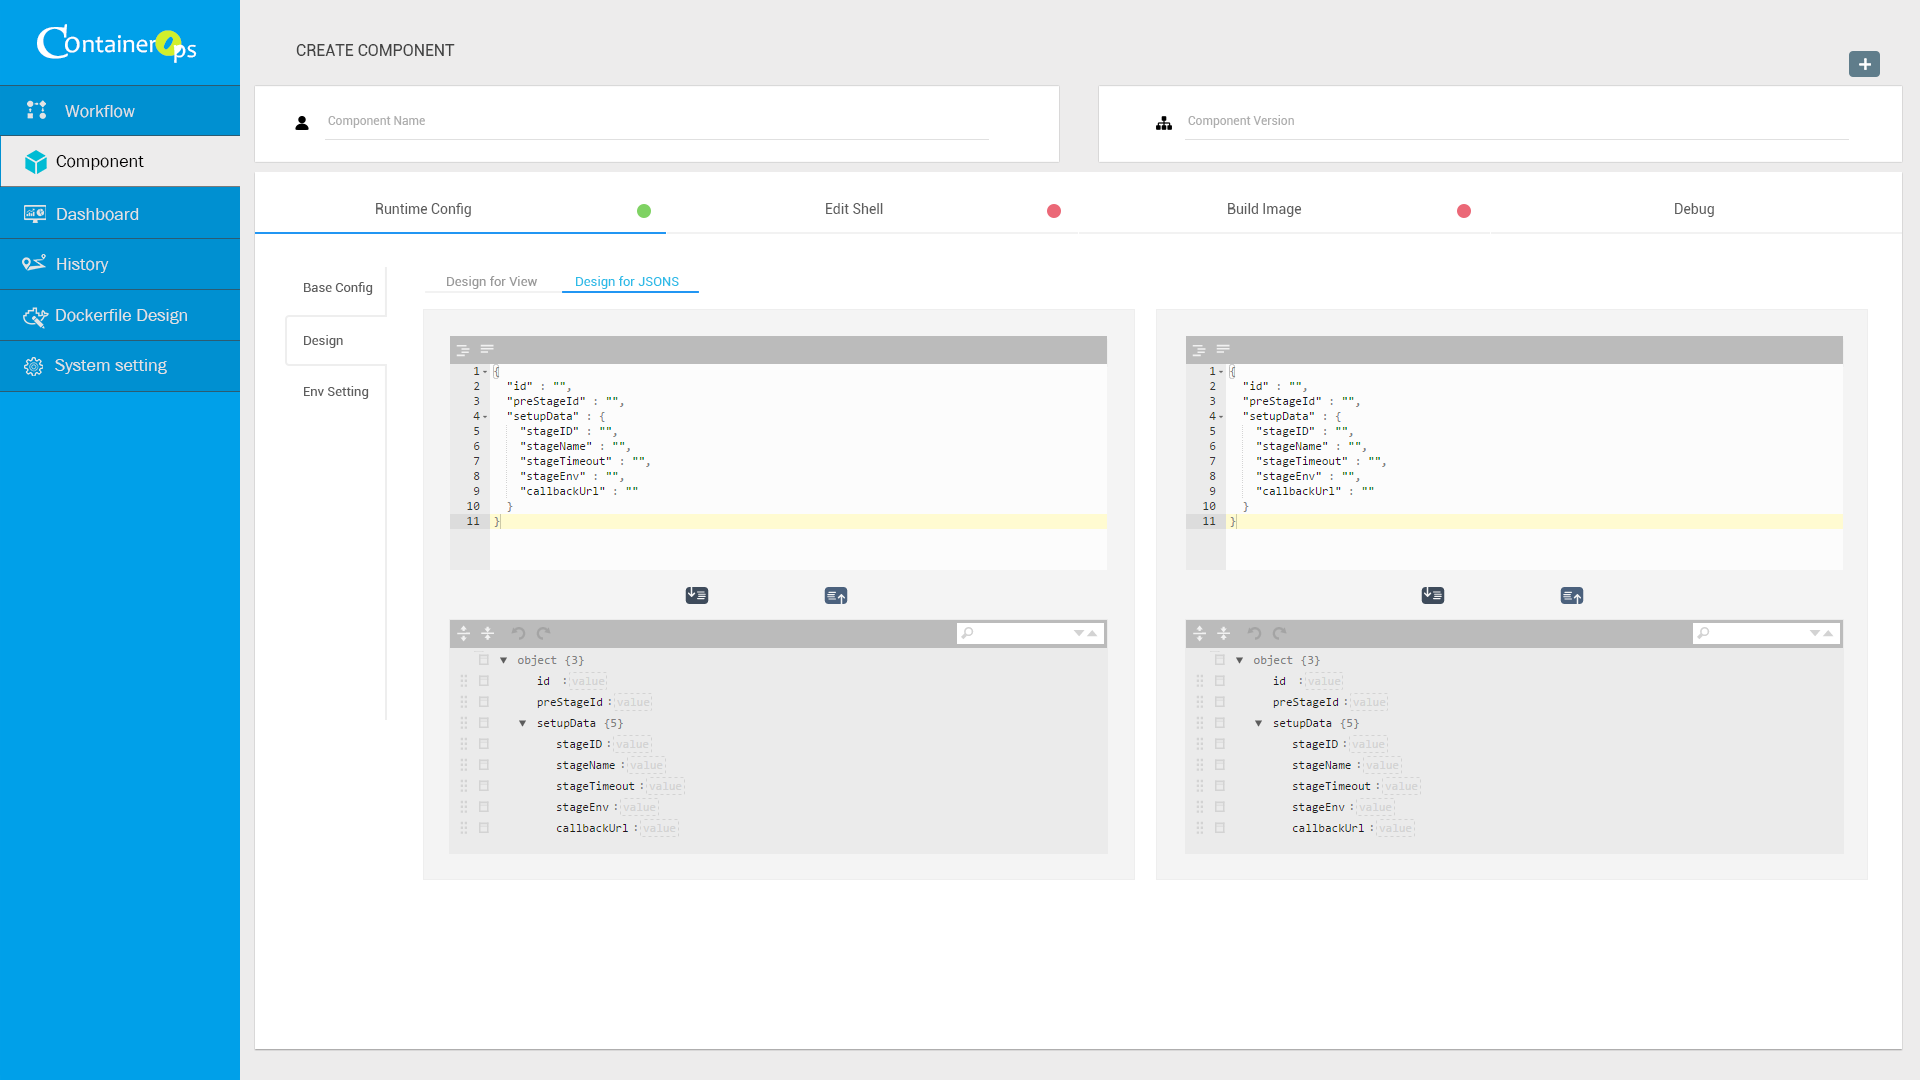 ContainerOps
CREATE COMPONENT
Workflow
Component
Dashboard
History
Dockerfile Design
System setting
Component Name
Component Version
Runtime Config
Edit Shell
Build Image
Debug
Base Config
Design
Env Setting
Design for View
Design for JSONS
1 {
2 "id" : "",
3 "preStageId" : "",
4 "setupData" : {
5 "stageID" : "",
6 "stageName" : "",
7 "stageTimeout" : "",
8 "stageEnv" : "",
9 "callbackUrl" : ""
10 }
11 }
object {3}
id : value
preStageId : value
setupData {5}
stageID : value
stageName : value
stageTimeout : value
stageEnv : value
callbackUrl : value
1 {
2 "id" : "",
3 "preStageId" : "",
4 "setupData" : {
5 "stageID" : "",
6 "stageName" : "",
7 "stageTimeout" : "",
8 "stageEnv" : "",
9 "callbackUrl" : ""
10 }
11 }
object {3}
id : value
preStageId : value
setupData {5}
stageID : value
stageName : value
stageTimeout : value
stageEnv : value
callbackUrl : value